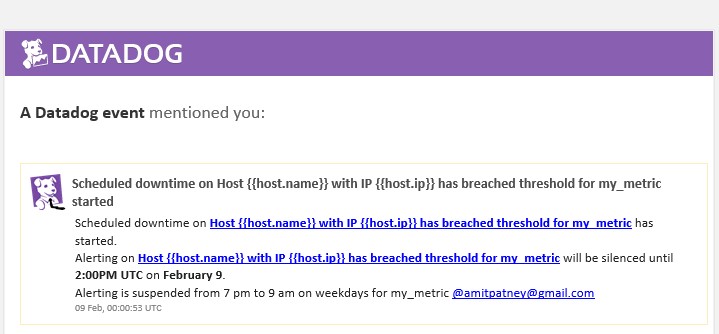 DATADOG
A Datadog event mentioned you:
Scheduled downtime on Host {{host.name}} with IP {{host.ip}} has breached threshold for my_metric
started
Scheduled downtime on Host {{host.name}} with IP {{host.ip}} has breached threshold for my_metric has
started.
Alerting on Host {{host.name}} with IP {{host.ip}} has breached threshold for my_metric will be silenced until
2:00PM UTC on February 9.
Alerting is suspended from 7 pm to 9 am on weekdays for my_metric @amitpatney@gmail.com
09 Feb, 00:00:53 UTC